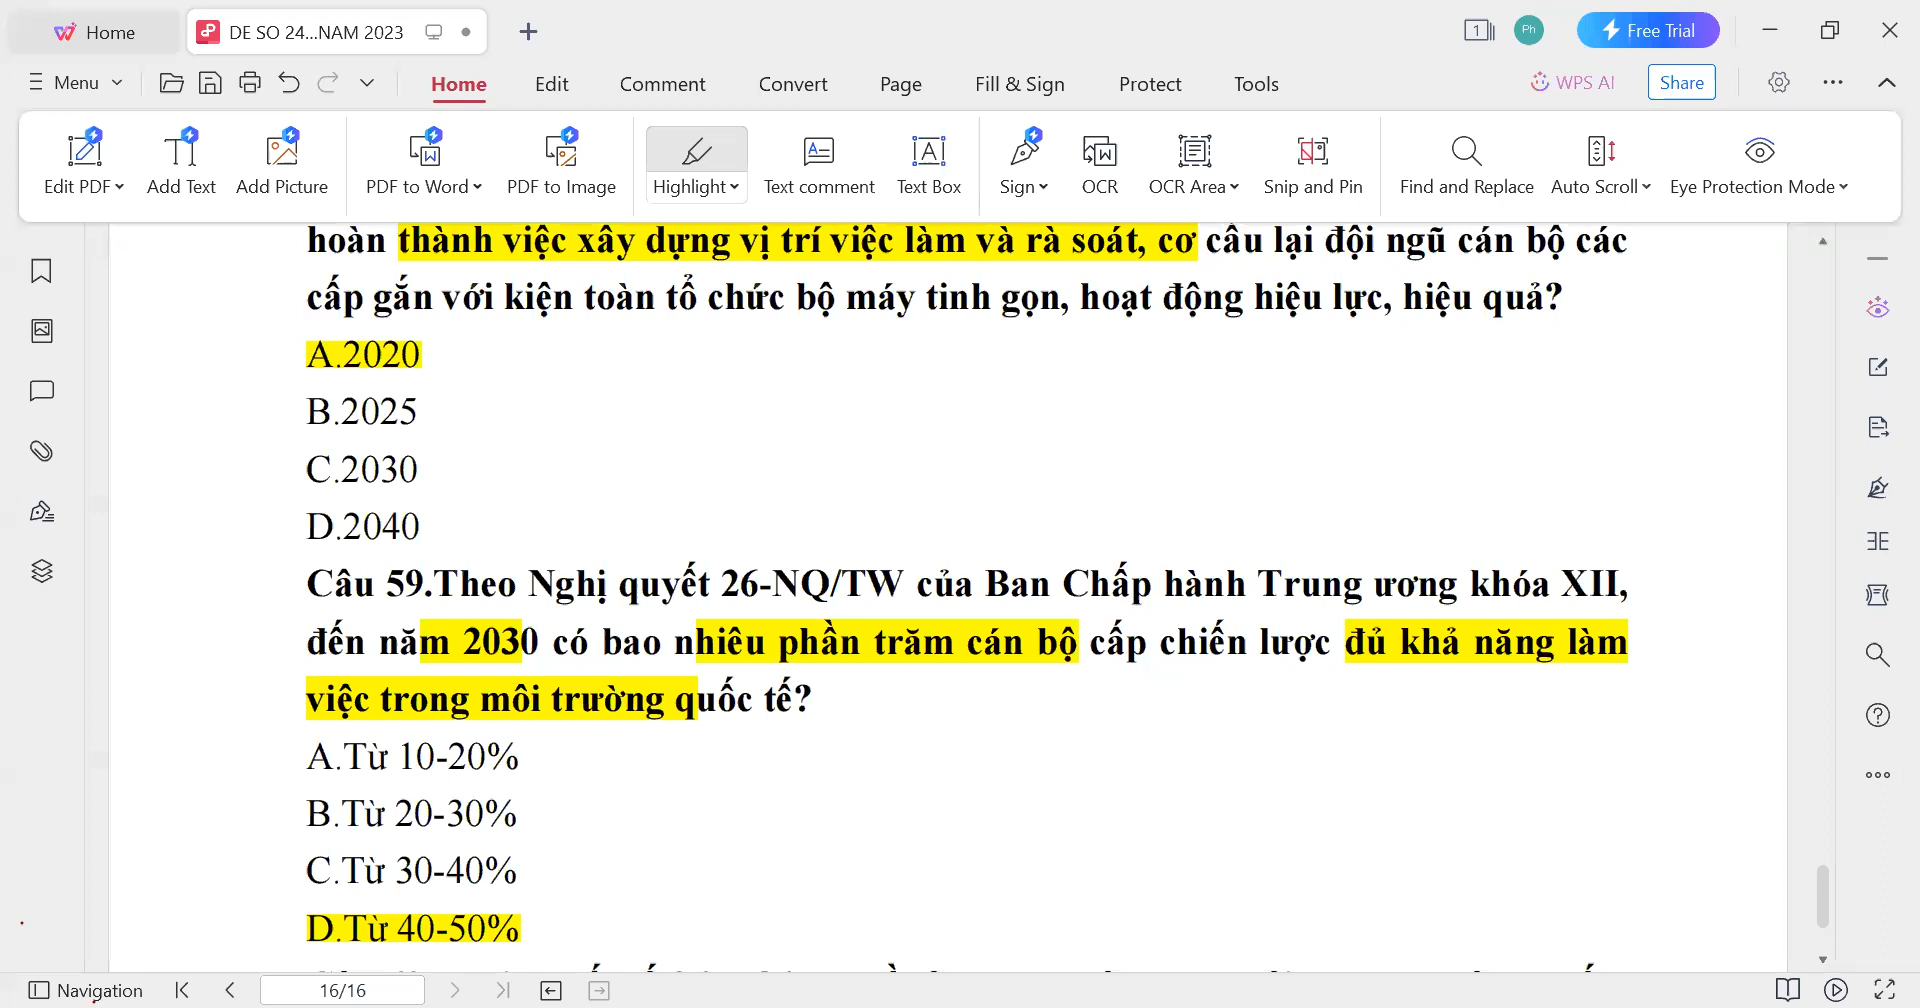 Home
DE SO 24...NAM 2023
1
Ph
Free Trial
Menu
Home
Edit
Comment
Convert
Page
Fill & Sign
Protect
Tools
WPS AI
Share
Edit PDF
Add Text
Add Picture
PDF to Word
PDF to Image
Highlight
Text comment
Text Box
Sign
OCR
OCR Area
Snip and Pin
Find and Replace
Auto Scroll
Eye Protection Mode
hoàn thành việc xây dựng vị trí việc làm và rà soát, cơ cấu lại đội ngũ cán bộ các
cấp gắn với kiện toàn tổ chức bộ máy tinh gọn, hoạt động hiệu lực, hiệu quả?
A.2020
B.2025
C.2030
D.2040
Câu 59.Theo Nghị quyết 26-NQ/TW của Ban Chấp hành Trung ương khóa XII,
đến năm 2030 có bao nhiêu phần trăm cán bộ cấp chiến lược đủ khả năng làm
việc trong môi trường quốc tế?
A.Từ 10-20%
B.Từ 20-30%
C.Từ 30-40%
D.Từ 40-50%
Navigation
16/16